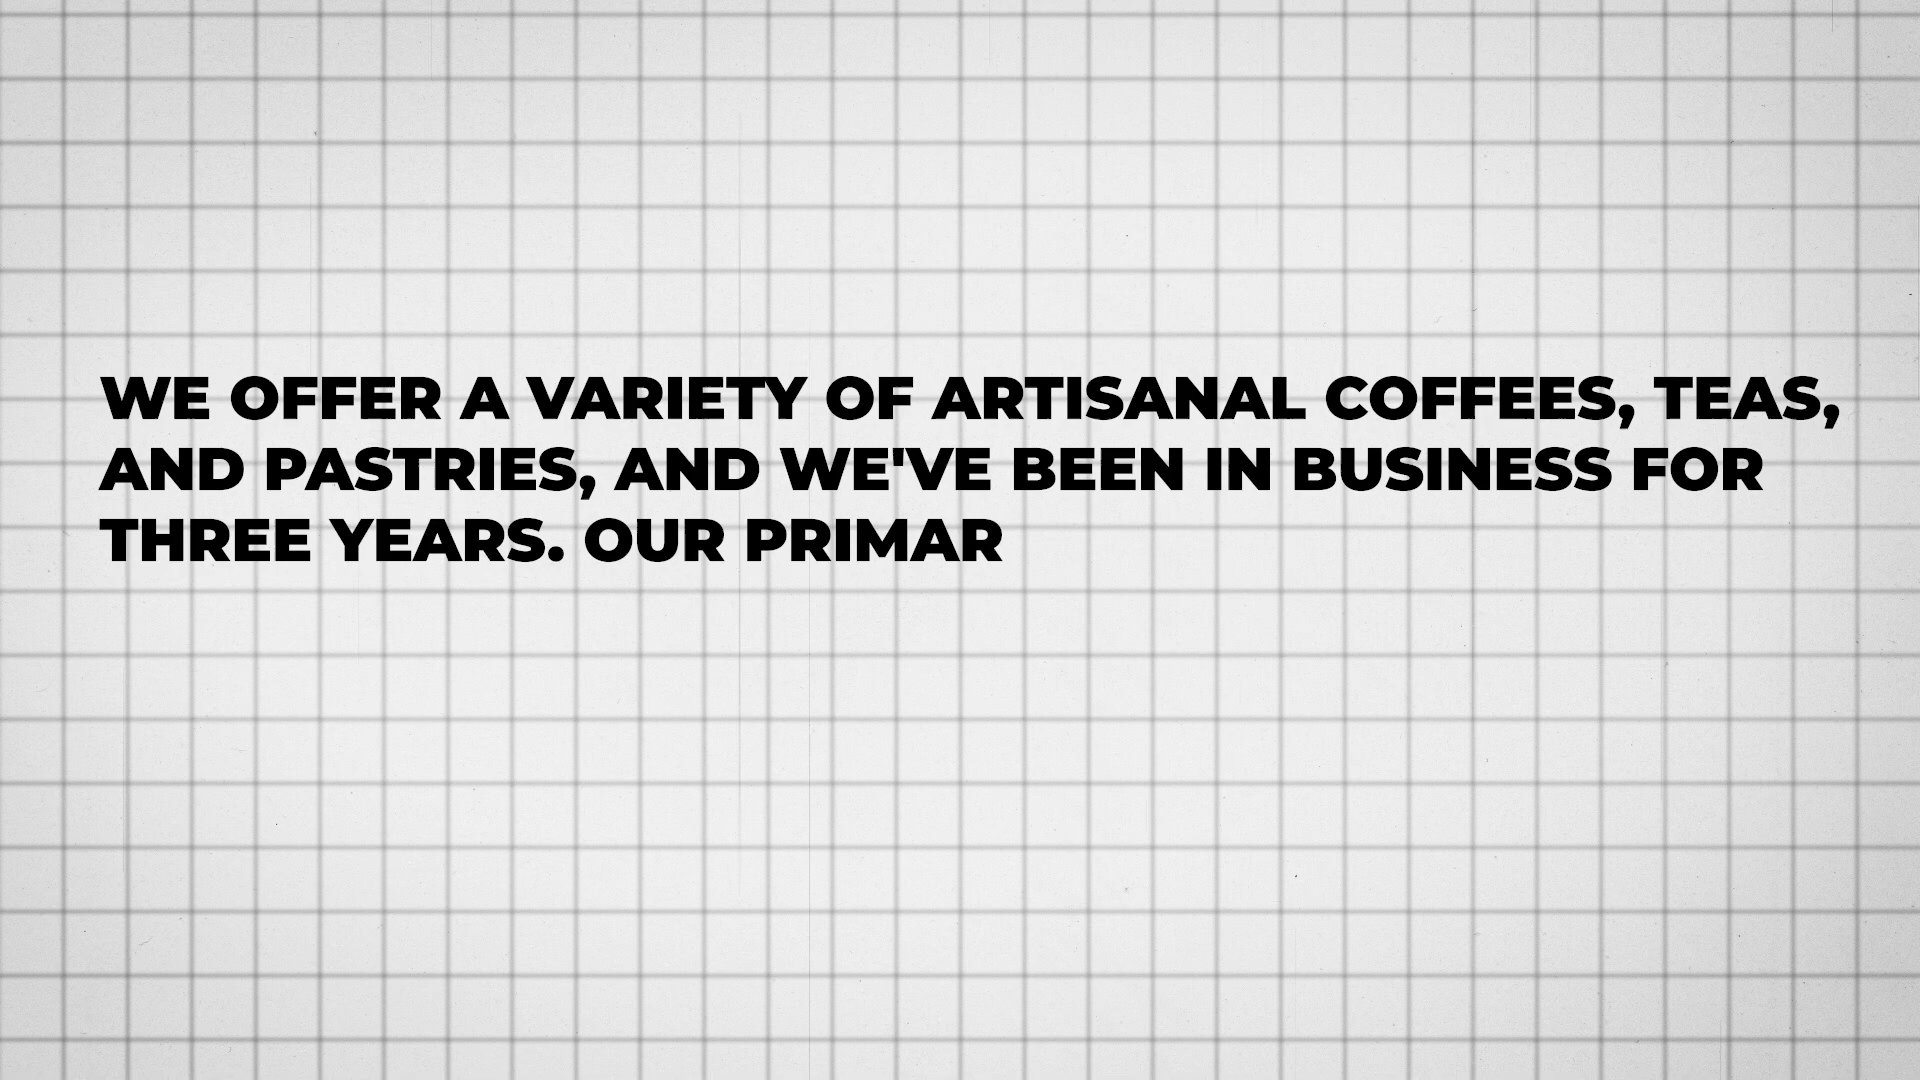 WE OFFER A VARIETY OF ARTISANAL COFFEES, TEAS,
AND PASTRIES, AND WE'VE BEEN IN BUSINESS FOR
THREE YEARS. OUR PRIMAR